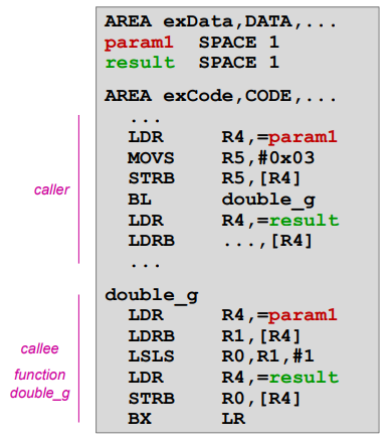 AREA exData,DATA,...
param1 SPACE 1
result SPACE 1
AREA exCode,CODE,...
...
LDR R4,=param1
MOVS R5,#0x03
STRB R5,[R4]
caller
BL double_g
LDR R4,=result
LDRB ...,[R4]
...
double_g
LDR R4,=param1
LDRB R1,[R4]
callee
LSLS R0,R1,#1
function
LDR R4,=result
double_g
STRB R0,[R4]
BX LR